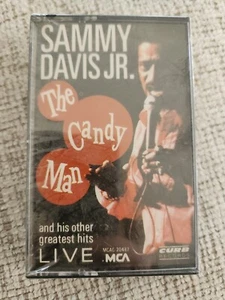 SAMMY
DAVIS JR.
The
Candy
Man
and his other
greatest hits
LIVE
MCA
CURB